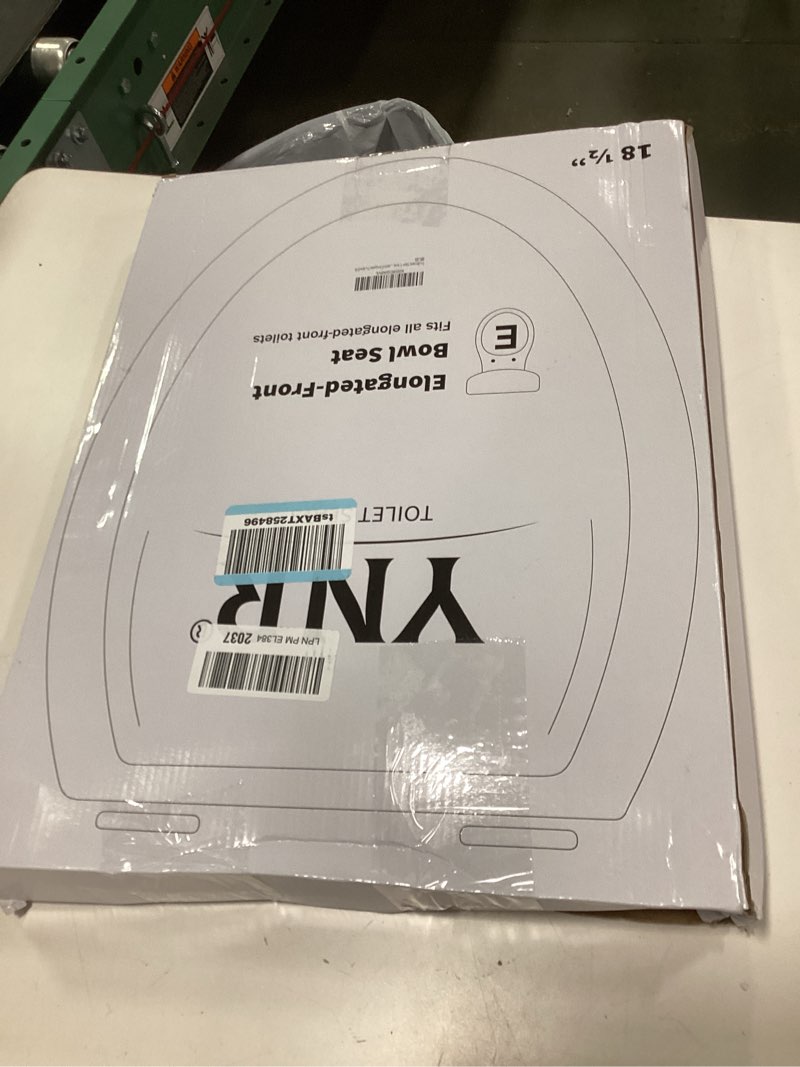 LPN PM EL384 2037
YNR®
tsBAXT258496
TOILET
Elongated-Front
Bowl Seat
Fits all elongated-front toilets
E
18 ½”